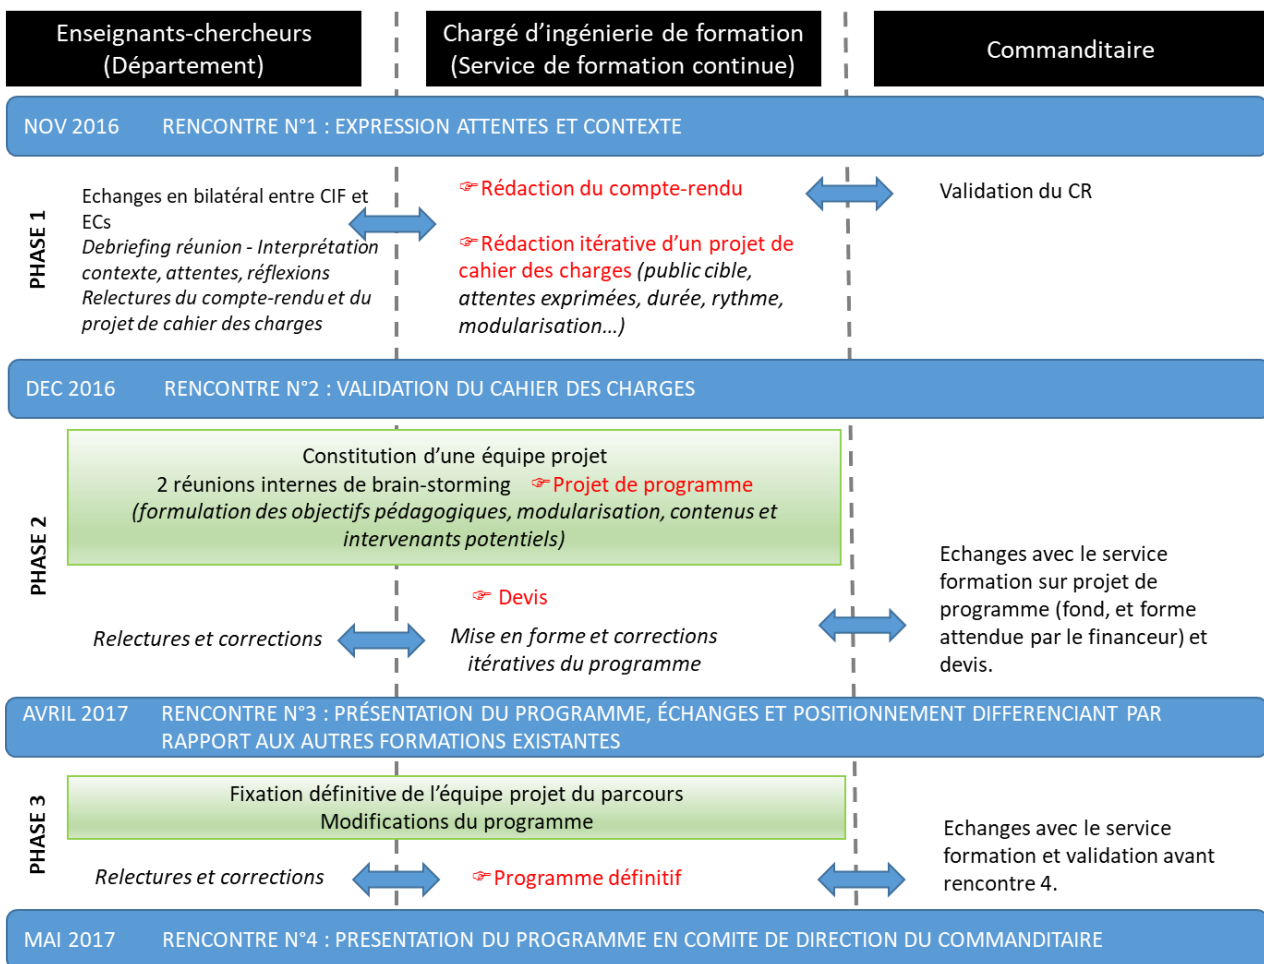 Enseignants-chercheurs
(Département)
Chargé d'ingénierie de formation
(Service de formation continue)
Commanditaire
NOV 2016 RENCONTRE N°1 : EXPRESSION ATTENTES ET CONTEXTE
PHASE 1
Echanges en bilatéral entre CIF et
ECs
Debriefing réunion - Interprétation
contexte, attentes, réflexions
Relectures du compte-rendu et du
projet de cahier des charges
☞Rédaction du compte-rendu
☞Rédaction itérative d'un projet de
cahier des charges (public cible,
attentes exprimées, durée, rythme,
modularisation…)
Validation du CR
DEC 2016 RENCONTRE N°2 : VALIDATION DU CAHIER DES CHARGES
PHASE 2
Constitution d'une équipe projet
2 réunions internes de brain-storming ☞Projet de programme
(formulation des objectifs pédagogiques, modularisation, contenus et
intervenants potentiels)
☞ Devis
Relectures et corrections
Mise en forme et corrections
itératives du programme
Echanges avec le service
formation sur projet de
programme (fond, et forme
attendue par le financeur) et
devis.
AVRIL 2017 RENCONTRE N°3 : PRÉSENTATION DU PROGRAMME, ÉCHANGES ET POSITIONNEMENT DIFFERENCIANT PAR
RAPPORT AUX AUTRES FORMATIONS EXISTANTES
PHASE 3
Fixation définitive de l'équipe projet du parcours
Modifications du programme
Relectures et corrections
☞Programme définitif
Echanges avec le service
formation et validation avant
rencontre 4.
MAI 2017 RENCONTRE N°4 : PRESENTATION DU PROGRAMME EN COMITE DE DIRECTION DU COMMANDITAIRE